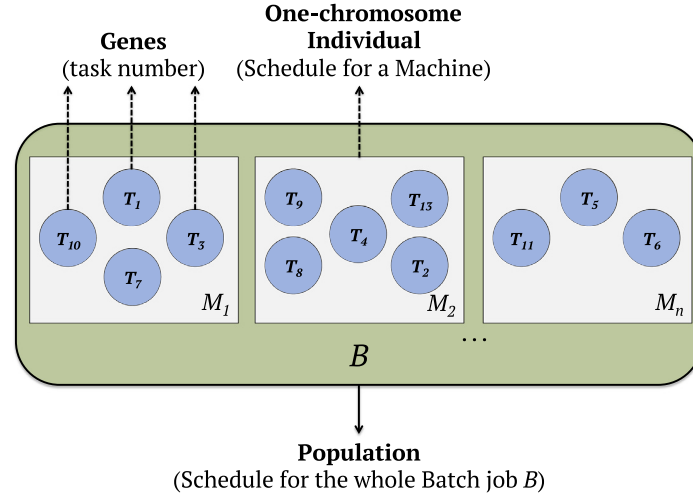 One-chromosome
Individual
(Schedule for a Machine)
Genes
(task number)
T1
T10
T3
T7
M1
T9
T13
T4
T8
T2
M2
T5
T11
T6
Mn
...
B
Population
(Schedule for the whole Batch job B)